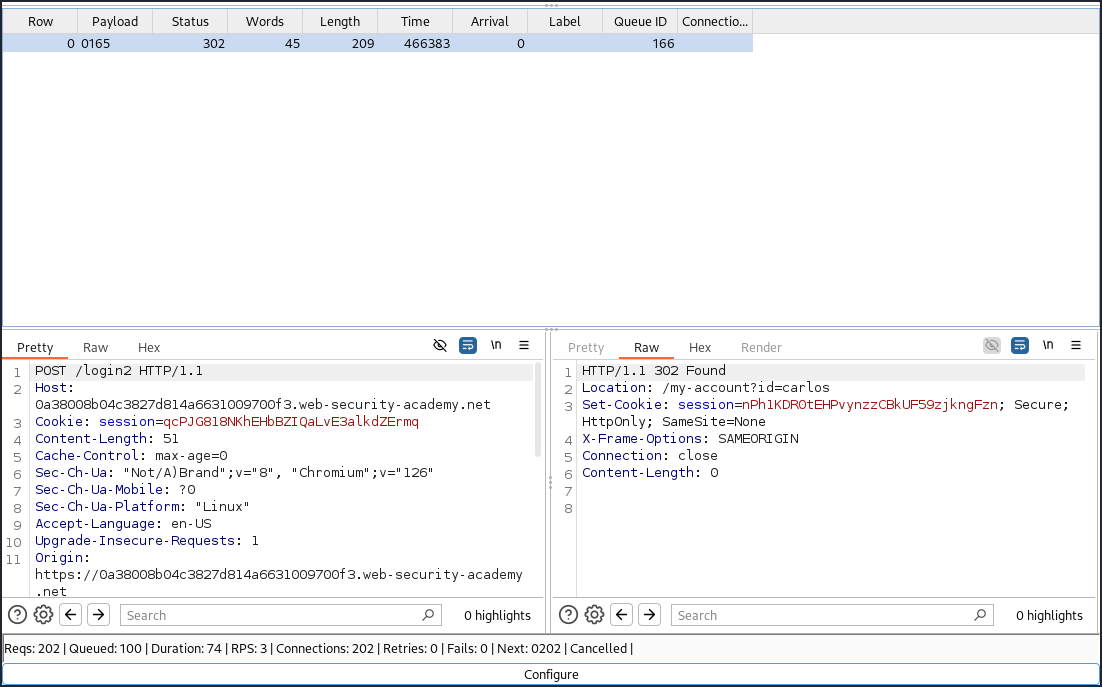 Row Payload Status Words Length Time Arrival Label Queue ID Connectio...
0 0165 302 45 209 466383 0 166
Pretty Raw Hex
\n
1 POST /login2 HTTP/1.1
2 Host:
0a38008b04c3827d814a6631009700f3.web-security-academy.net
3 Cookie: session=qcPJG818NKhEHbBZIQaLvE3alkdZErmq
4 Content-Length: 51
5 Cache-Control: max-age=0
6 Sec-Ch-Ua: "Not/A)Brand";v="8", "Chromium";v="126"
7 Sec-Ch-Ua-Mobile: ?0
8 Sec-Ch-Ua-Platform: "Linux"
9 Accept-Language: en-US
10 Upgrade-Insecure-Requests: 1
11 Origin:
https://0a38008b04c3827d814a6631009700f3.web-security-academy
.net
Search
0 highlights
Pretty Raw Hex Render
\n
1 HTTP/1.1 302 Found
2 Location: /my-account?id=carlos
3 Set-Cookie: session=nPh1KDR0tEHPvynzzCBkUF59zjkngFzn; Secure;
HttpOnly; SameSite=None
4 X-Frame-Options: SAMEORIGIN
5 Connection: close
6 Content-Length: 0
7
8
Search
0 highlights
Reqs: 202 | Queued: 100 | Duration: 74 | RPS: 3 | Connections: 202 | Retries: 0 | Fails: 0 | Next: 0202 | Cancelled |
Configure